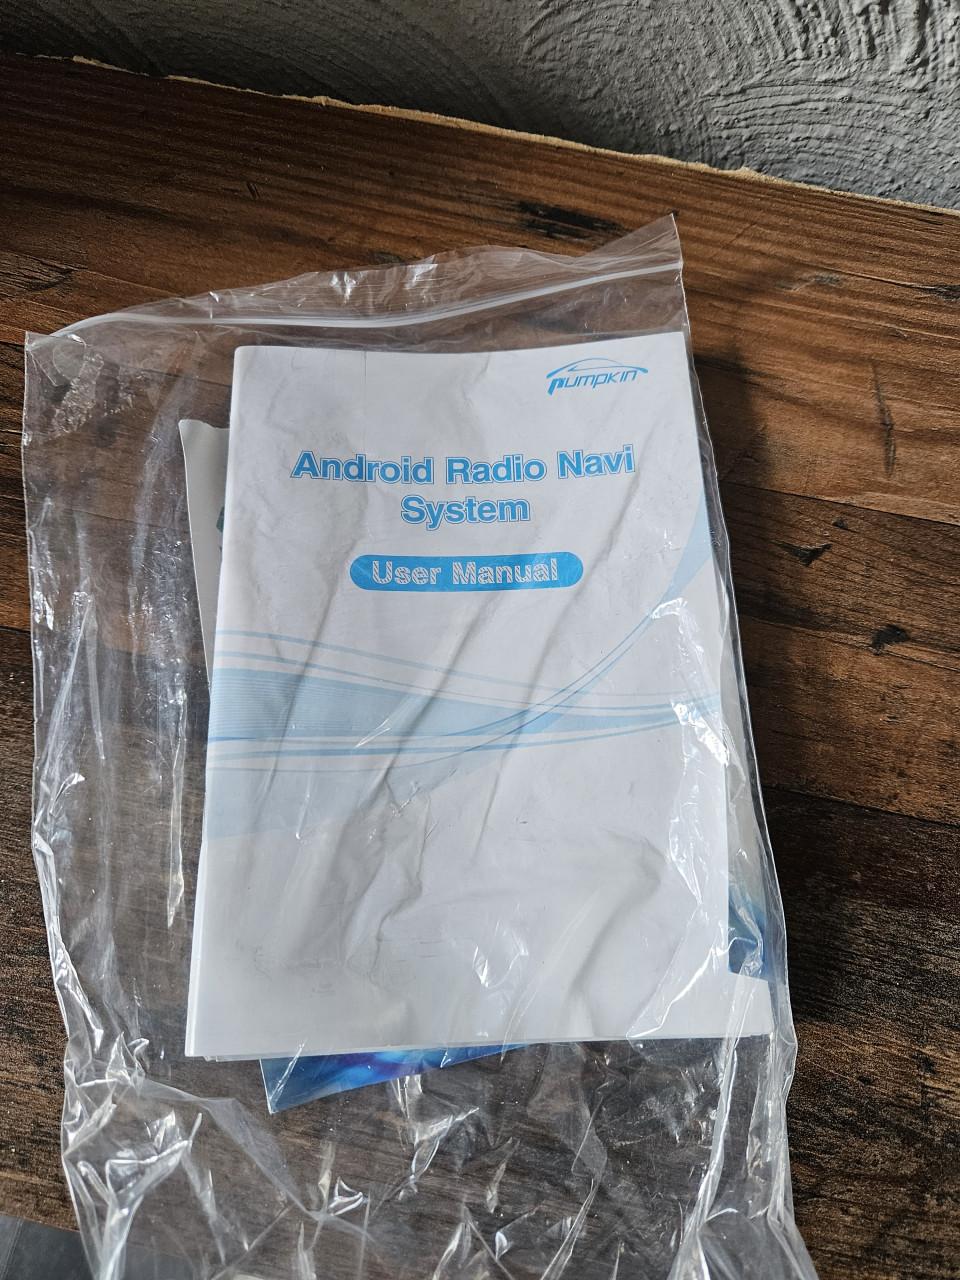 PUMPKIN
Android Radio Navi
System
User Manual